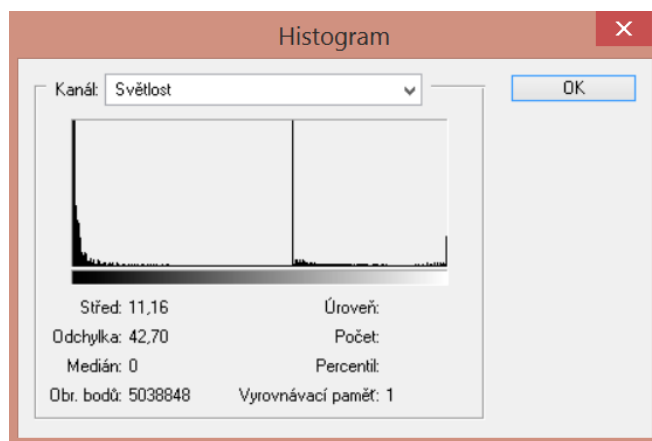 Histogram
Kanál: Světlost
OK
Střed: 11,16 Úroveň:
Odchylka: 42,70 Počet:
Medián: 0 Percentil:
Obr. bodů: 5038848 Vyrovnávací paměť: 1